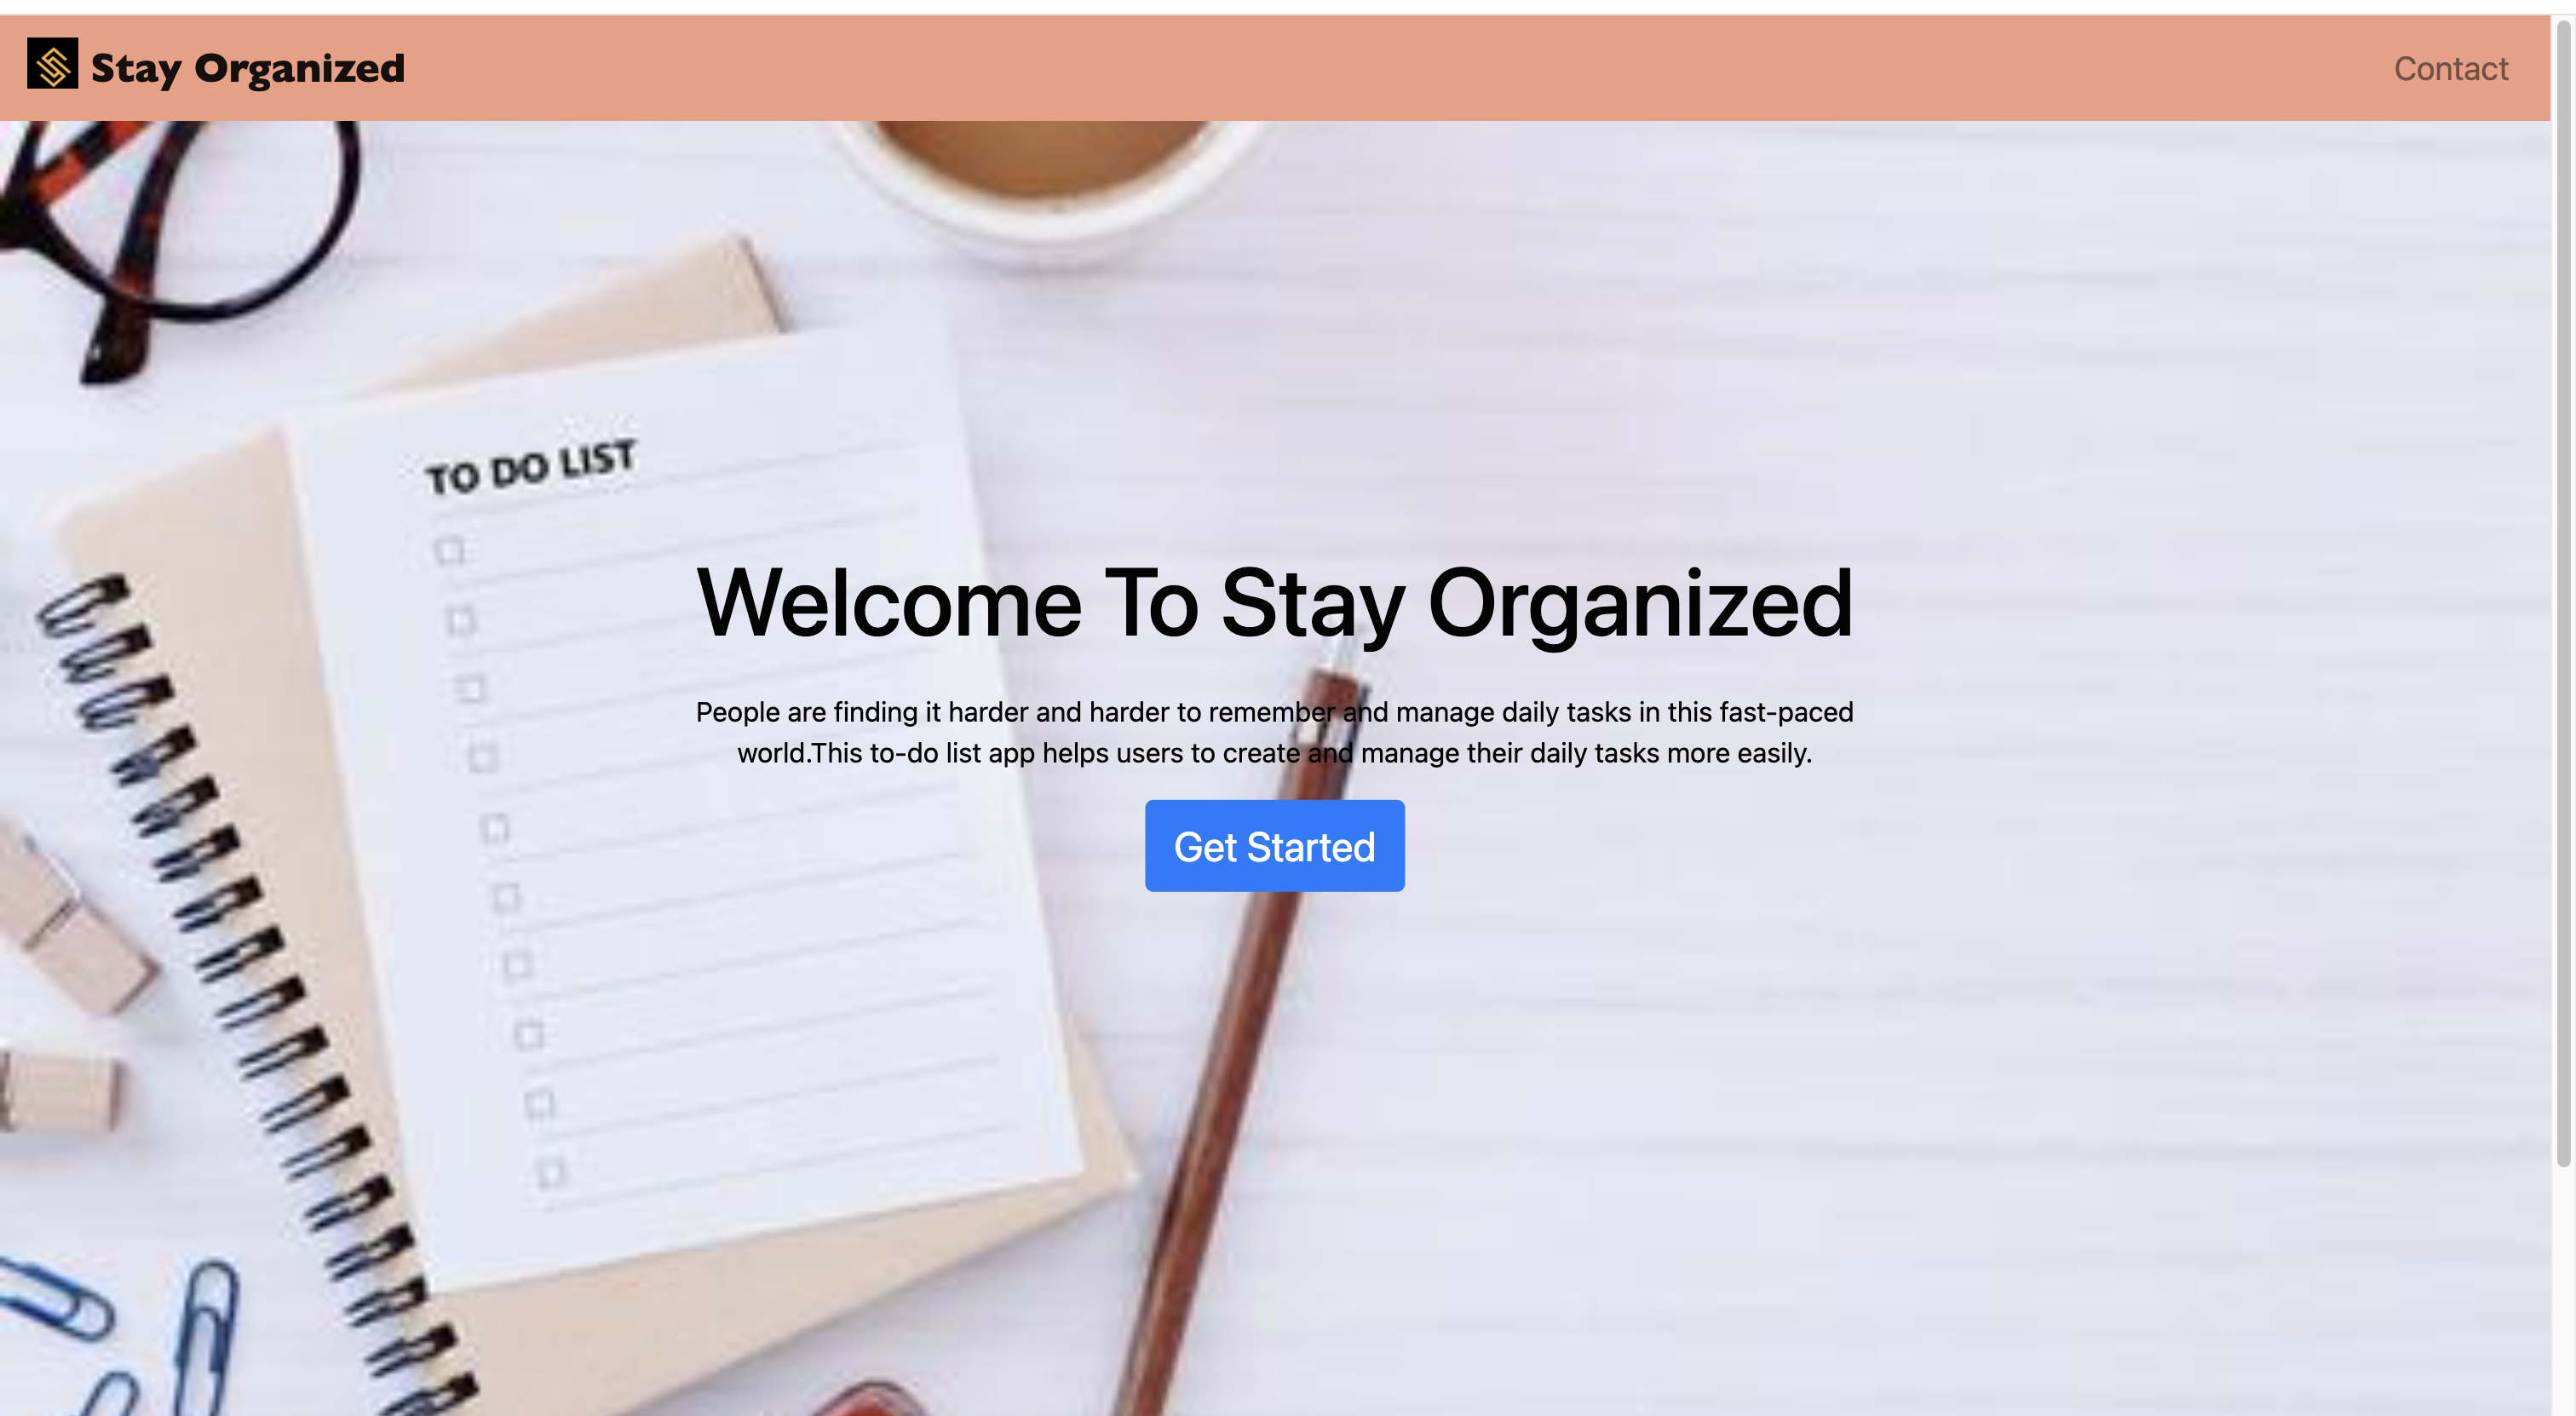 Stay Organized
Contact
TO DO LIST
Welcome To Stay Organized
People are finding it harder and harder to remember and manage daily tasks in this fast-paced
world.This to-do list app helps users to create and manage their daily tasks more easily.
Get Started